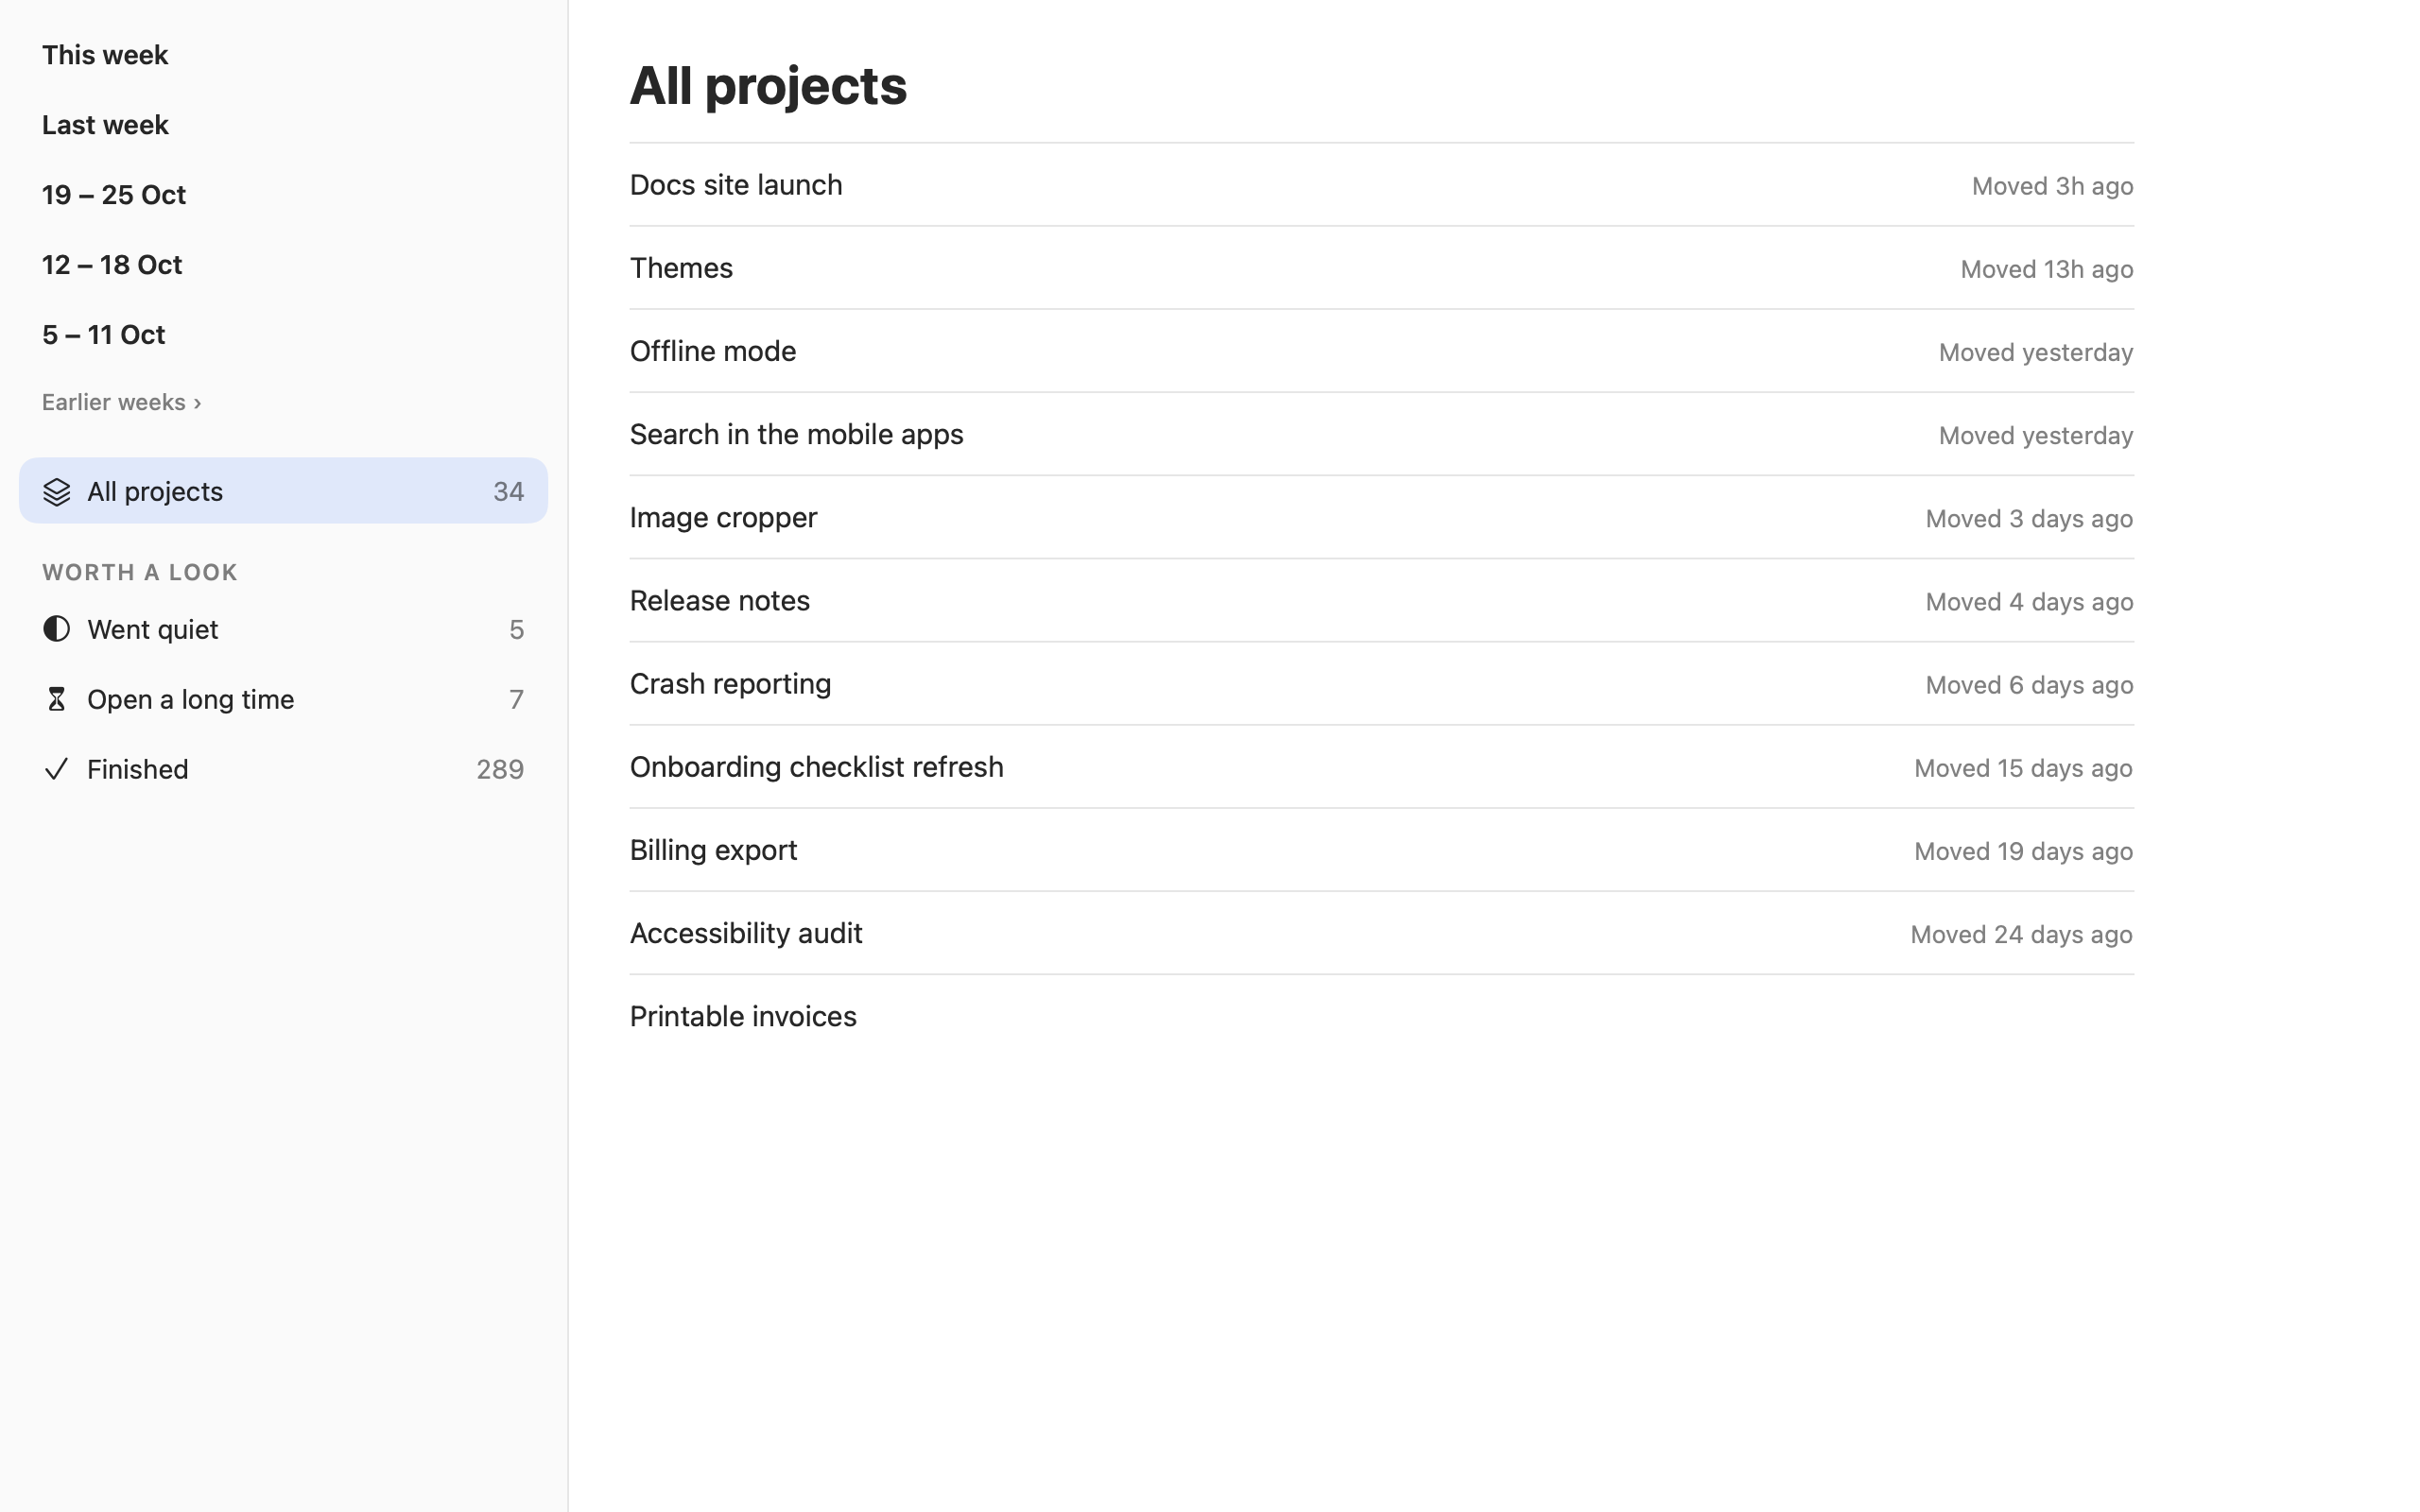 This week
Last week
19 – 25 Oct
12 – 18 Oct
5 – 11 Oct
Earlier weeks ›
All projects 34
WORTH A LOOK
Went quiet 5
Open a long time 7
Finished 289
All projects
Docs site launch Moved 3h ago
Themes Moved 13h ago
Offline mode Moved yesterday
Search in the mobile apps Moved yesterday
Image cropper Moved 3 days ago
Release notes Moved 4 days ago
Crash reporting Moved 6 days ago
Onboarding checklist refresh Moved 15 days ago
Billing export Moved 19 days ago
Accessibility audit Moved 24 days ago
Printable invoices